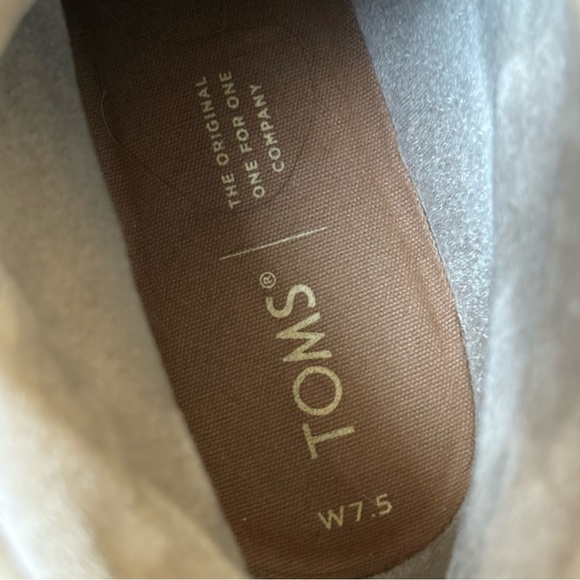 THE ORIGINAL
ONE FOR ONE
COMPANY
TOMS®
W7.5